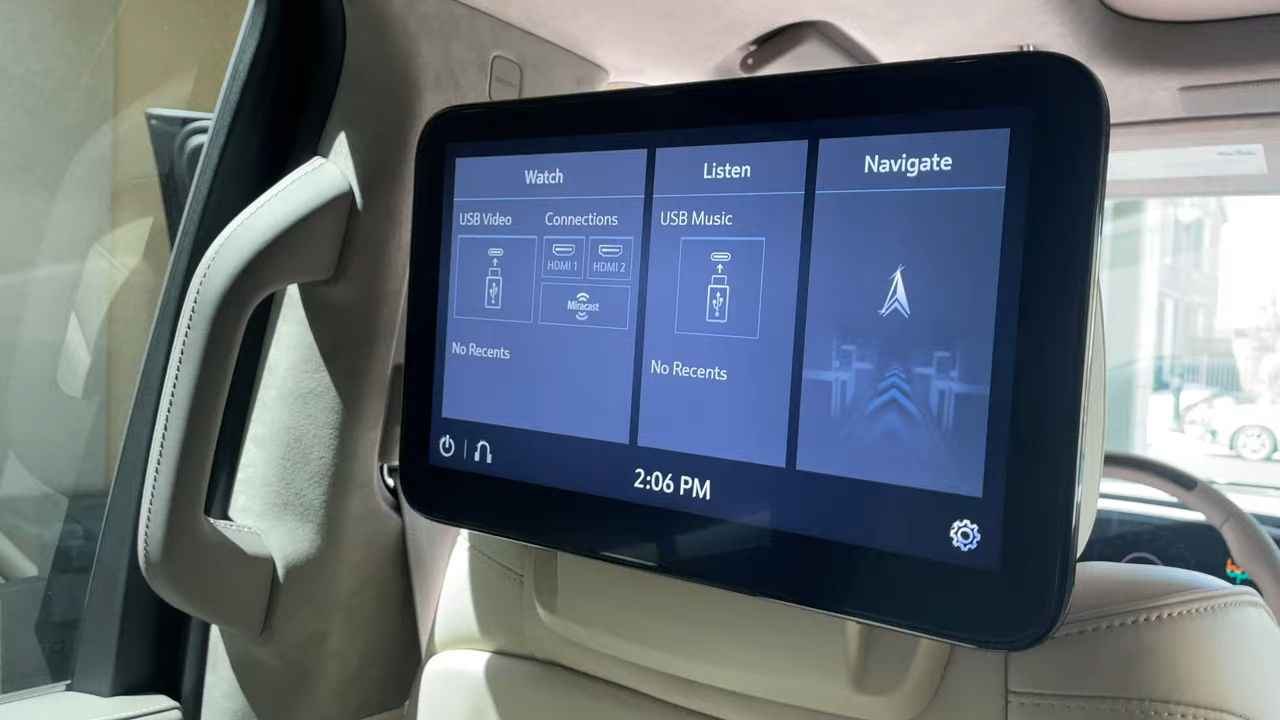 Watch
USB Video
Connections
HDMI 1
HDMI 2
Miracast
No Recents
Listen
USB Music
No Recents
Navigate
2:06 PM